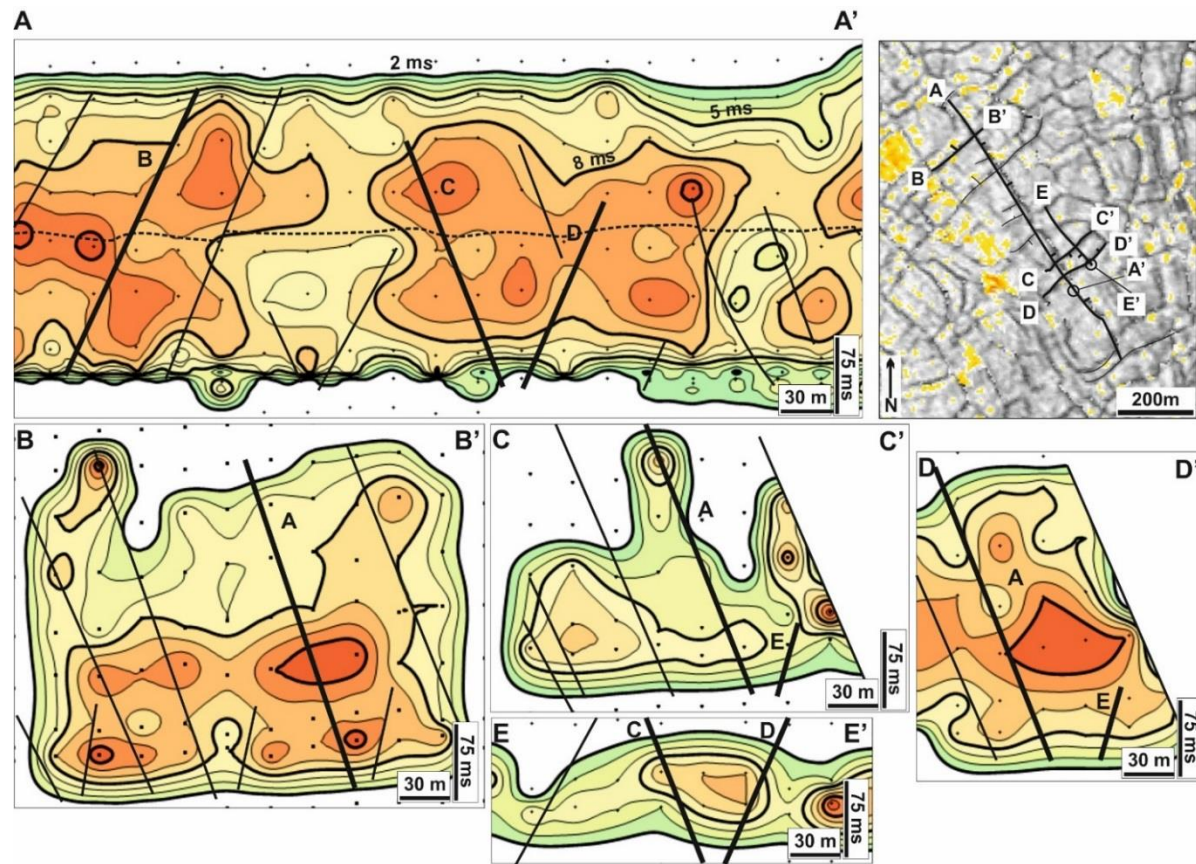 A A'
2 ms
5 ms
8 ms
B
C
D
75 ms
30 m
A
B'
B
E
C'
D'
A'
C
D
E'
N
200m
B B'
A
75 ms
30 m
C C'
A
E
75 ms
30 m
D D'
A
E
75 ms
30 m
E C D E'
75 ms
30 m